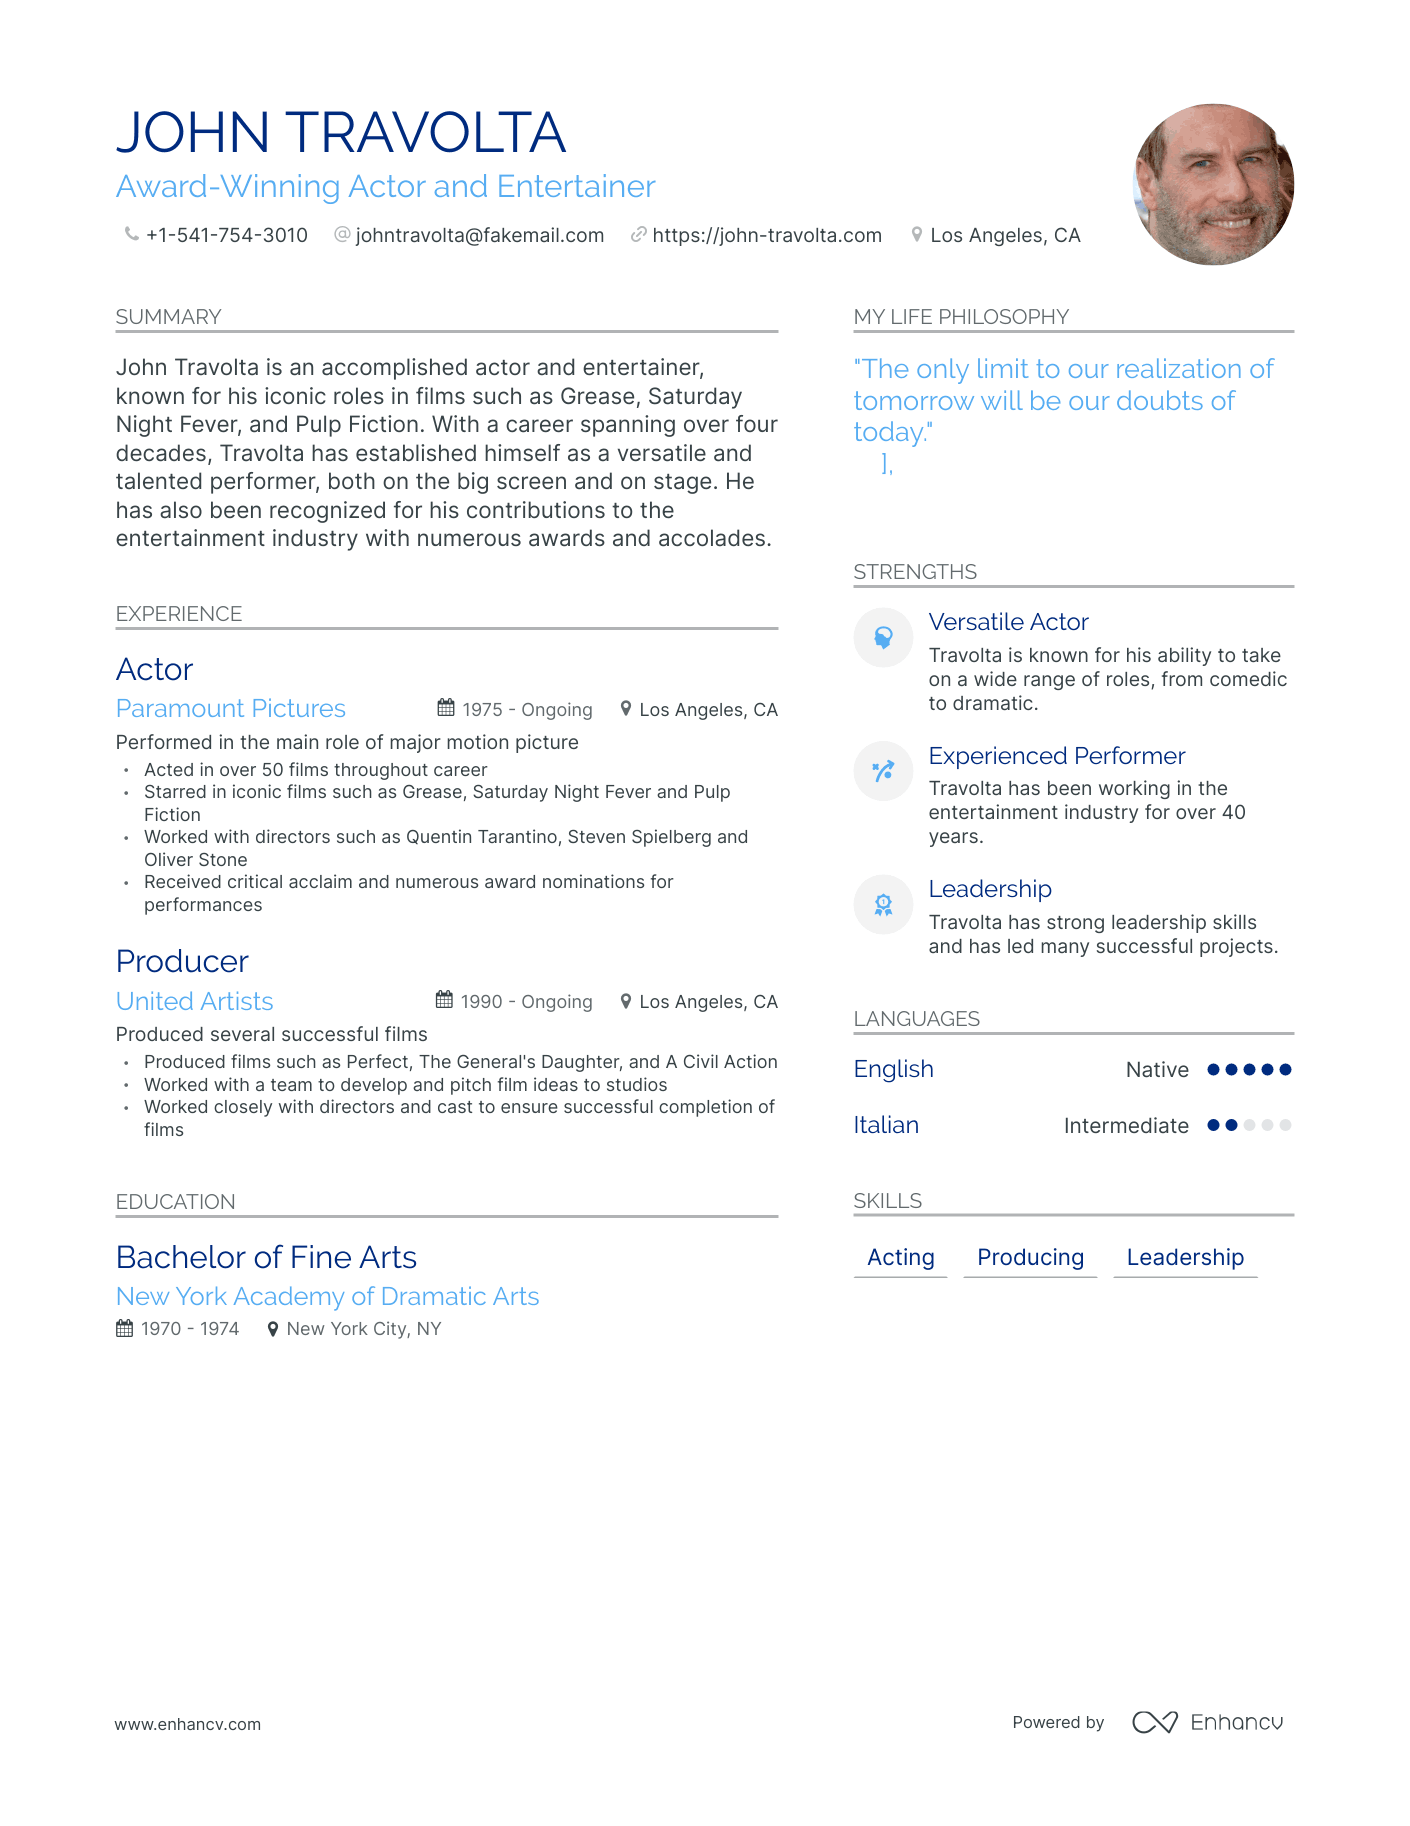 JOHN TRAVOLTA
Award-Winning Actor and Entertainer
+1-541-754-3010 @ johntravolta@fakemail.com https://john-travolta.com Los Angeles, CA
SUMMARY
John Travolta is an accomplished actor and entertainer,
known for his iconic roles in films such as Grease, Saturday
Night Fever, and Pulp Fiction. With a career spanning over four
decades, Travolta has established himself as a versatile and
talented performer, both on the big screen and on stage. He
has also been recognized for his contributions to the
entertainment industry with numerous awards and accolades.
EXPERIENCE
Actor
Paramount Pictures 1975 - Ongoing Los Angeles, CA
Performed in the main role of major motion picture
• Acted in over 50 films throughout career
• Starred in iconic films such as Grease, Saturday Night Fever and Pulp
Fiction
• Worked with directors such as Quentin Tarantino, Steven Spielberg and
Oliver Stone
• Received critical acclaim and numerous award nominations for
performances
Producer
United Artists 1990 - Ongoing Los Angeles, CA
Produced several successful films
• Produced films such as Perfect, The General's Daughter, and A Civil Action
• Worked with a team to develop and pitch film ideas to studios
• Worked closely with directors and cast to ensure successful completion of
films
EDUCATION
Bachelor of Fine Arts
New York Academy of Dramatic Arts
1970 - 1974 New York City, NY
MY LIFE PHILOSOPHY
"The only limit to our realization of
tomorrow will be our doubts of
today."
],
STRENGTHS
Versatile Actor
Travolta is known for his ability to take
on a wide range of roles, from comedic
to dramatic.
Experienced Performer
Travolta has been working in the
entertainment industry for over 40
years.
Leadership
Travolta has strong leadership skills
and has led many successful projects.
LANGUAGES
English Native
Italian Intermediate
SKILLS
Acting Producing Leadership
www.enhancv.com
Powered by Enhancv